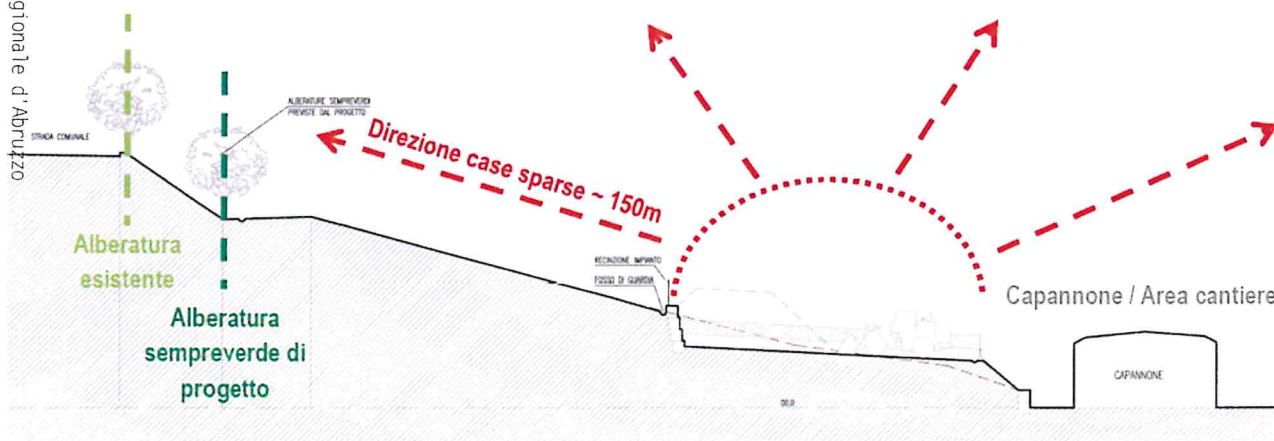 gionale d'Abruzzo
STRADA COMUNALE
ALBERATURE SEMPREVERDI
PREVISTE DAL PROGETTO
Direzione case sparse ~ 150m
Alberatura
esistente
Alberatura
sempreverde di
progetto
RECINZIONE IMPIANTO
FOSSO DI GUARDIA
Capannone / Area cantiere
CAPANNONE